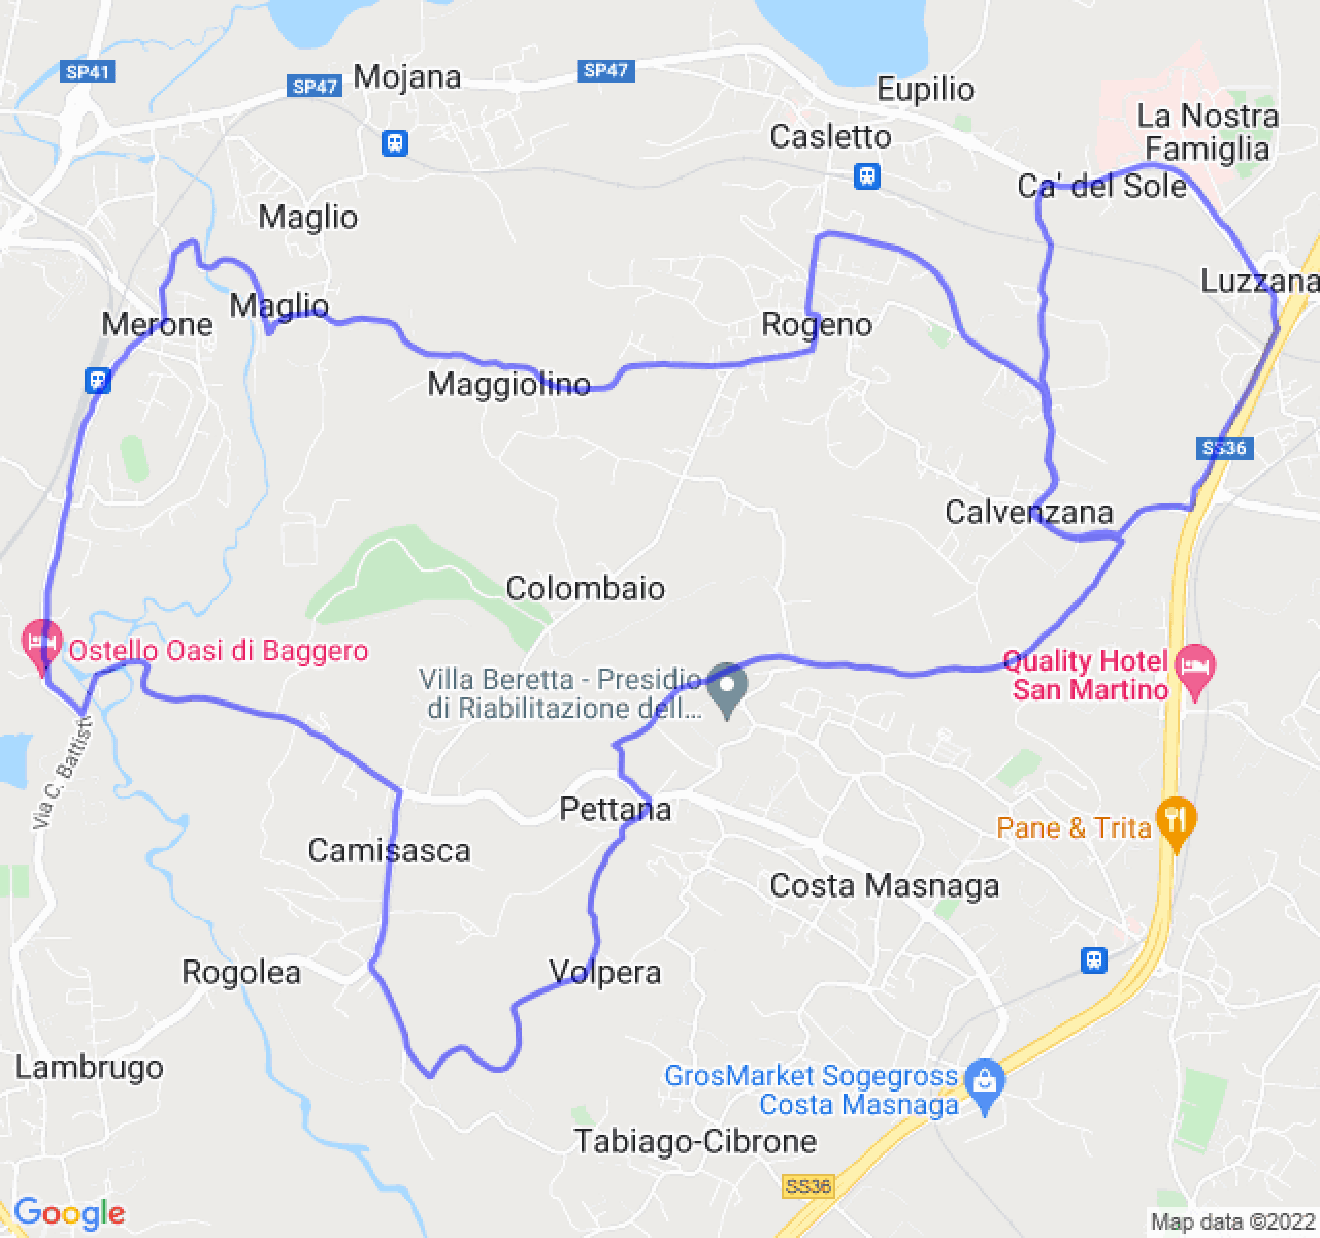 SP41
SP47
Mojana
SP47
Eupilio
La Nostra
Famiglia
Casletto
Ca' del Sole
Maglio
Luzzana
Maglio
Merone
Rogeno
Maggiolino
SS36
Calvenzana
Colombaio
Ostello Oasi di Baggero
Villa Beretta - Presidio
di Riabilitazione dell...
Quality Hotel
San Martino
Via C. Battisti
Pettana
Pane & Trita
Camisasca
Costa Masnaga
Rogolea
Volpera
Lambrugo
GrosMarket Sogegross
Costa Masnaga
Tabiago-Cibrone
SS36
Google
Map data ©2022